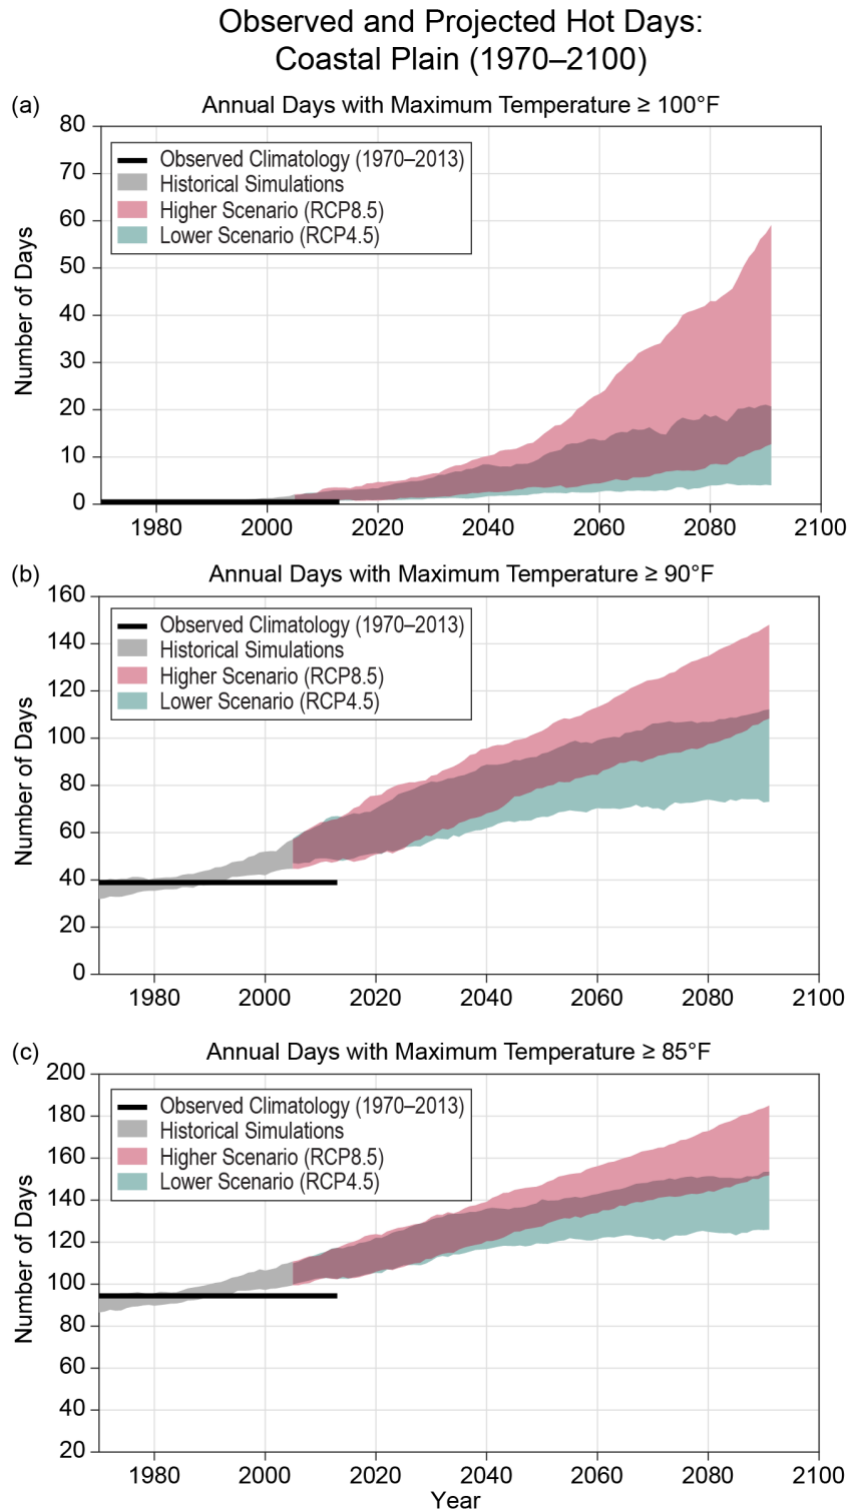 Observed and Projected Hot Days:
Coastal Plain (1970–2100)
(a) Annual Days with Maximum Temperature ≥ 100°F
Number of Days
80
70
60
50
40
30
20
10
0
Observed Climatology (1970–2013)
Historical Simulations
Higher Scenario (RCP8.5)
Lower Scenario (RCP4.5)
1980 2000 2020 2040 2060 2080 2100
(b) Annual Days with Maximum Temperature ≥ 90°F
Number of Days
160
140
120
100
80
60
40
20
0
Observed Climatology (1970–2013)
Historical Simulations
Higher Scenario (RCP8.5)
Lower Scenario (RCP4.5)
1980 2000 2020 2040 2060 2080 2100
(c) Annual Days with Maximum Temperature ≥ 85°F
Number of Days
200
180
160
140
120
100
80
60
40
20
Observed Climatology (1970–2013)
Historical Simulations
Higher Scenario (RCP8.5)
Lower Scenario (RCP4.5)
1980 2000 2020 2040 2060 2080 2100
Year